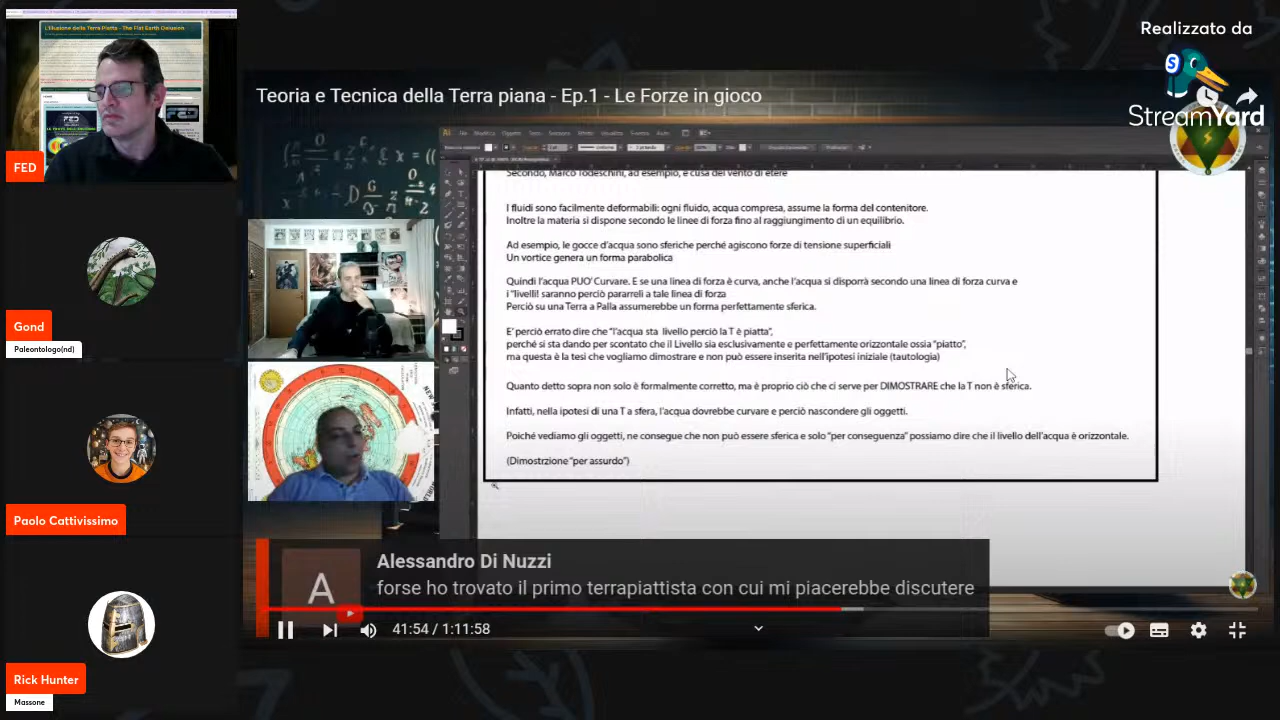 L'illusione della Terra Piatta - The Flat Earth Delusion
FED
Gond
Paleontologo(nd)
Paolo Cattivissimo
Rick Hunter
Massone
Realizzato da
StreamYard
Teoria e Tecnica della Terra piana - Ep.1 - Le Forze in gioco
Secondo, Marco Todeschini, ad esempio, e cusa del vento di etere
I fluidi sono facilmente deformabili: ogni fluido, acqua compresa, assume la forma del contenitore.
Inoltre la materia si dispone secondo le linee di forza fino al raggiungimento di un equilibrio.
Ad esempio, le gocce d'acqua sono sferiche perché agiscono forze di tensione superficiali
Un vortice genera un forma parabolica
Quindi l'acqua PUO' Curvare. E se una linea di forza è curva, anche l'acqua si disporrà secondo una linea di forza curva e
i "livelli! saranno perciò pararreli a tale linea di forza
Perciò su una Terra a Palla assumerebbe un forma perfettamente sferica.
E' perciò errato dire che "l'acqua sta livello perciò la T è piatta",
perché si sta dando per scontato che il Livello sia esclusivamente e perfettamente orizzontale ossia "piatto",
ma questa è la tesi che vogliamo dimostrare e non può essere inserita nell'ipotesi iniziale (tautologia)
Quanto detto sopra non solo è formalmente corretto, ma è proprio ciò che ci serve per DIMOSTRARE che la T non è sferica.
Infatti, nella ipotesi di una T a sfera, l'acqua dovrebbe curvare e perciò nascondere gli oggetti.
Poiché vediamo gli oggetti, ne consegue che non può essere sferica e solo "per conseguenza" possiamo dire che il livello dell'acqua è orizzontale.
(Dimostrzione "per assurdo")
A
Alessandro Di Nuzzi
forse ho trovato il primo terrapiattista con cui mi piacerebbe discutere
41:54 / 1:11:58